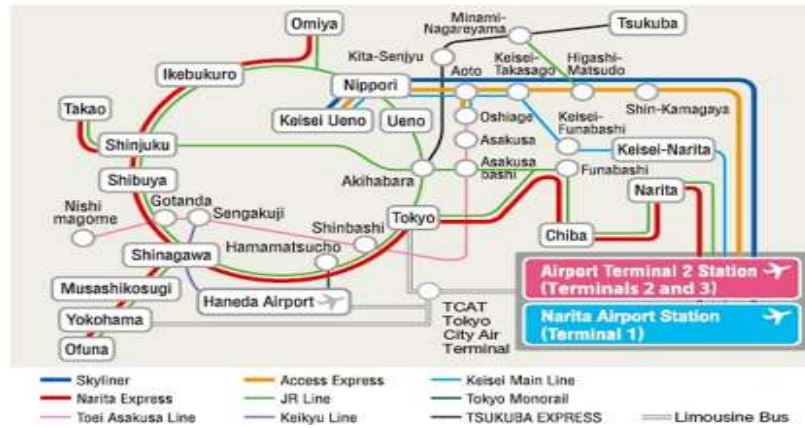 Omiya
Minami-
Nagareyama
Tsukuba
Kita-Senjyu
Ikebukuro
Nippori
Aoto
Keisei-
Takasago
Higashi-
Matsudo
Takao
Keisei Ueno
Ueno
Oshiage
Shin-Kamagaya
Shinjuku
Asakusa
Keisei-
Funabashi
Keisei-Narita
Shibuya
Akihabara
Asakusa
bashi
Funabashi
Narita
Nishi
magome
Gotanda
Sengakuji
Shinbashi
Tokyo
Chiba
Shinagawa
Hamamatsucho
Airport Terminal 2 Station
(Terminals 2 and 3)
Musashikosugi
Haneda Airport
TCAT
Tokyo
City Air
Terminal
Narita Airport Station
(Terminal 1)
Yokohama
Ofuna
Skyliner
Access Express
Keisei Main Line
Narita Express
JR Line
Tokyo Monorail
Toei Asakusa Line
Keikyu Line
TSUKUBA EXPRESS
Limousine Bus